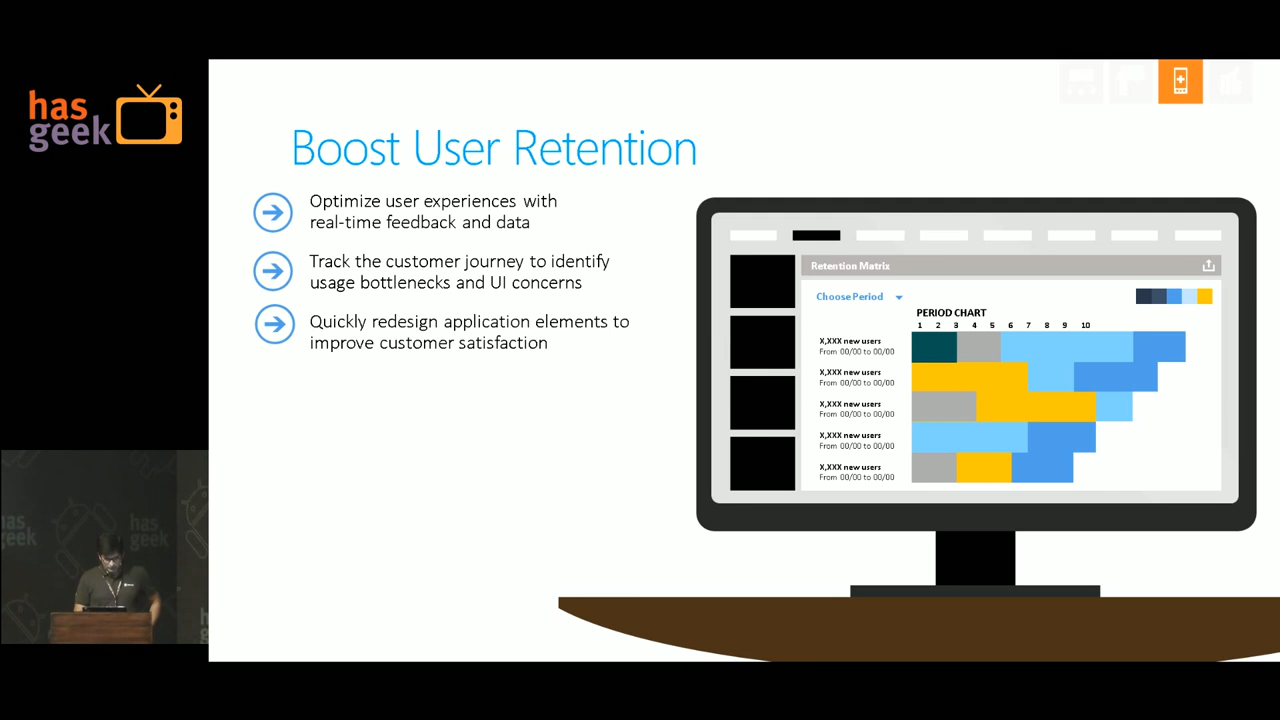 has
geek
Boost User Retention
Optimize user experiences with
real-time feedback and data
Track the customer journey to identify
usage bottlenecks and UI concerns
Quickly redesign application elements to
improve customer satisfaction
Retention Matrix
Choose Period
PERIOD CHART
1 2 3 4 5 6 7 8 9 10
X,XXX new users
From 00/00 to 00/00
X,XXX new users
From 00/00 to 00/00
X,XXX new users
From 00/00 to 00/00
X,XXX new users
From 00/00 to 00/00
X,XXX new users
From 00/00 to 00/00
has
geek
has
geek